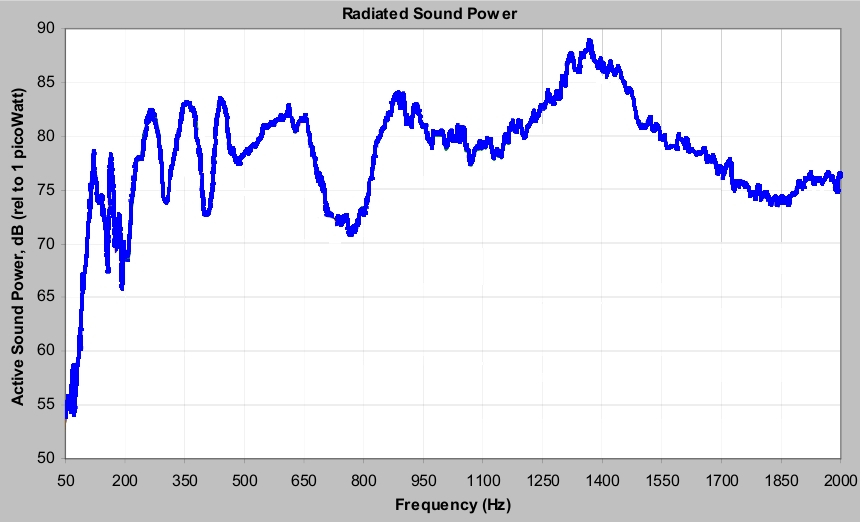 Radiated Sound Power
90
85
80
75
70
65
60
55
50
Active Sound Power, dB (rel to 1 picoWatt)
50 200 350 500 650 800 950 1100 1250 1400 1550 1700 1850 2000
Frequency (Hz)